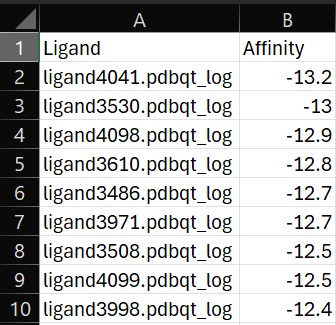 A B
1 Ligand Affinity
2 ligand4041.pdbqt_log -13.2
3 ligand3530.pdbqt_log -13
4 ligand4098.pdbqt_log -12.9
5 ligand3610.pdbqt_log -12.8
6 ligand3486.pdbqt_log -12.7
7 ligand3971.pdbqt_log -12.7
8 ligand3508.pdbqt_log -12.5
9 ligand4099.pdbqt_log -12.5
10 ligand3998.pdbqt_log -12.4